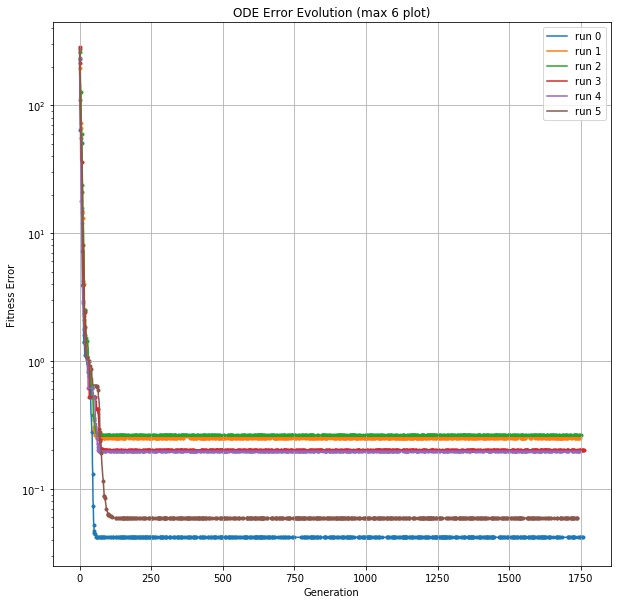 ODE Error Evolution (max 6 plot)
run 0
run 1
run 2
run 3
run 4
run 5
10²
10¹
10⁰
10⁻¹
Fitness Error
0 250 500 750 1000 1250 1500 1750
Generation